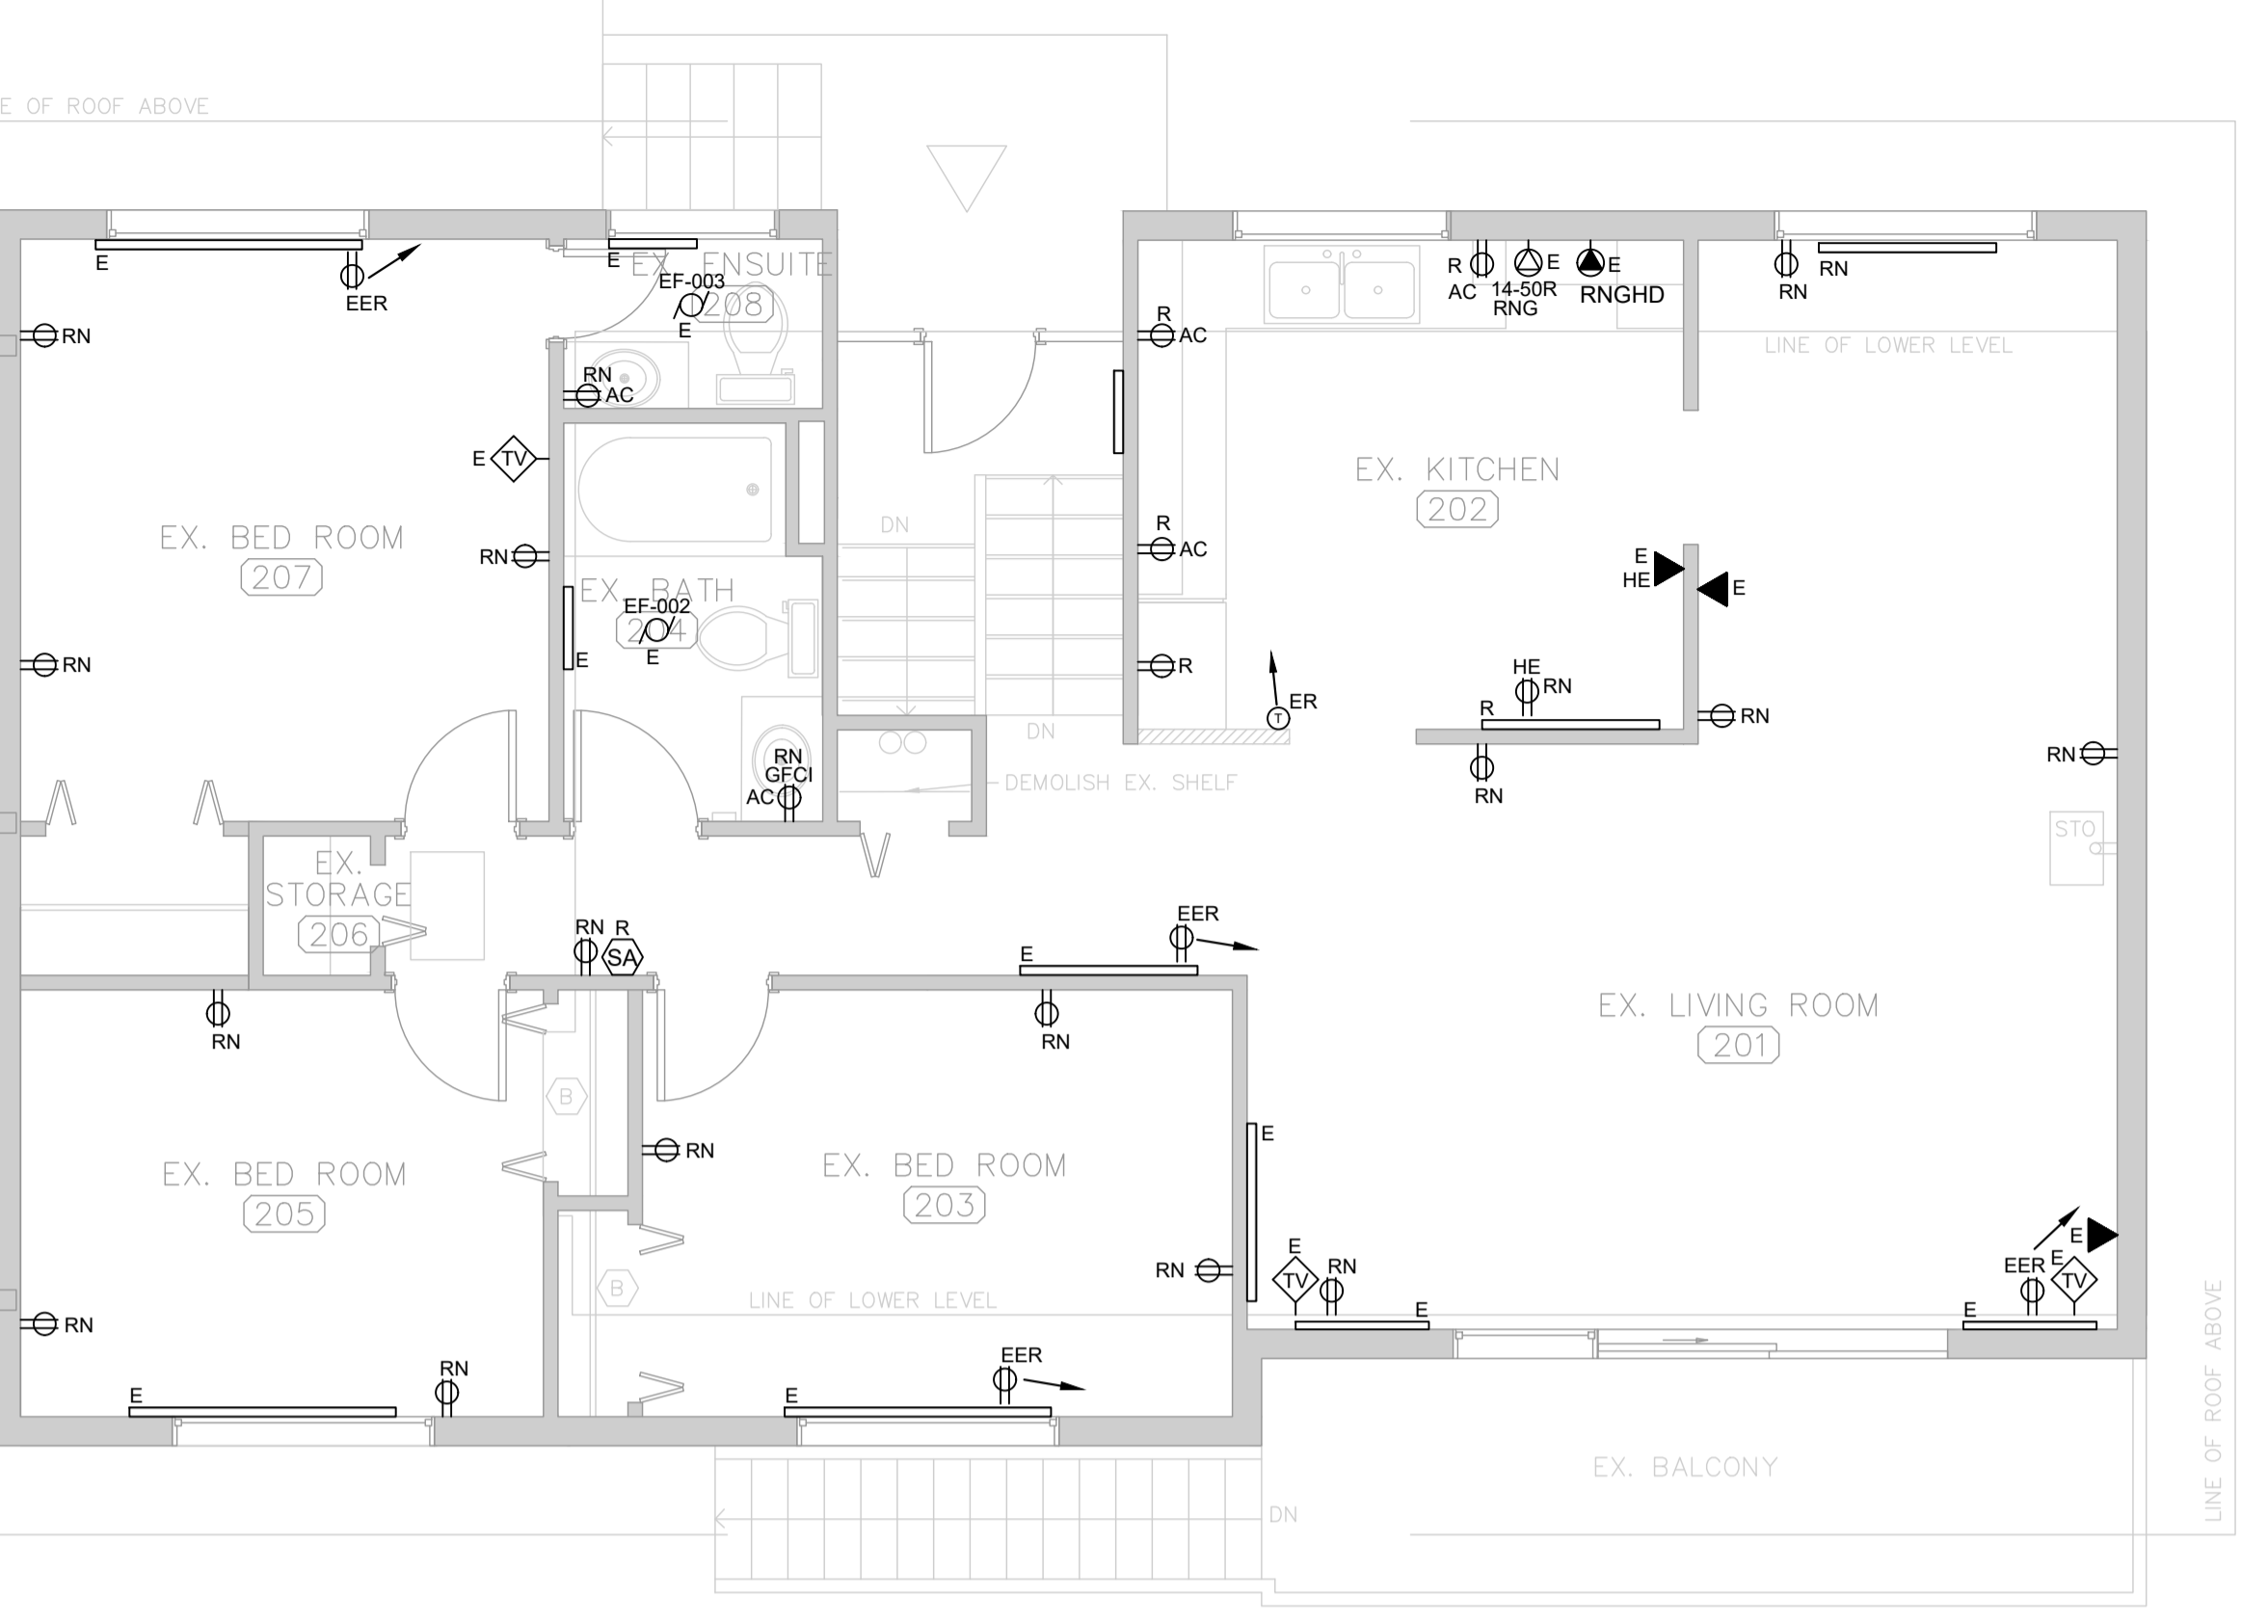 E OF ROOF ABOVE
E
EER
RN
E
EX. ENSUITE
EF-003
208
E
RN
AC
E
TV
EX. BED ROOM
207
RN
RN
EX. BATH
EF-002
204
E
E
RN
GFCI
AC
DN
DN
DEMOLISH EX. SHELF
R
AC
R
AC
R
R
AC
E
14-50R
RNG
E
RNGHD
RN
RN
LINE OF LOWER LEVEL
EX. KITCHEN
202
E
HE
E
ER
T
HE
RN
R
RN
RN
RN
STO
EX.
STORAGE
206
RN
R
SA
E
EER
RN
RN
EX. LIVING ROOM
201
B
RN
E
EX. BED ROOM
205
EX. BED ROOM
203
RN
B
LINE OF LOWER LEVEL
E
TV
RN
E
E
EER
E
TV
E
RN
RN
E
E
EER
EX. BALCONY
DN
LINE OF ROOF ABOVE